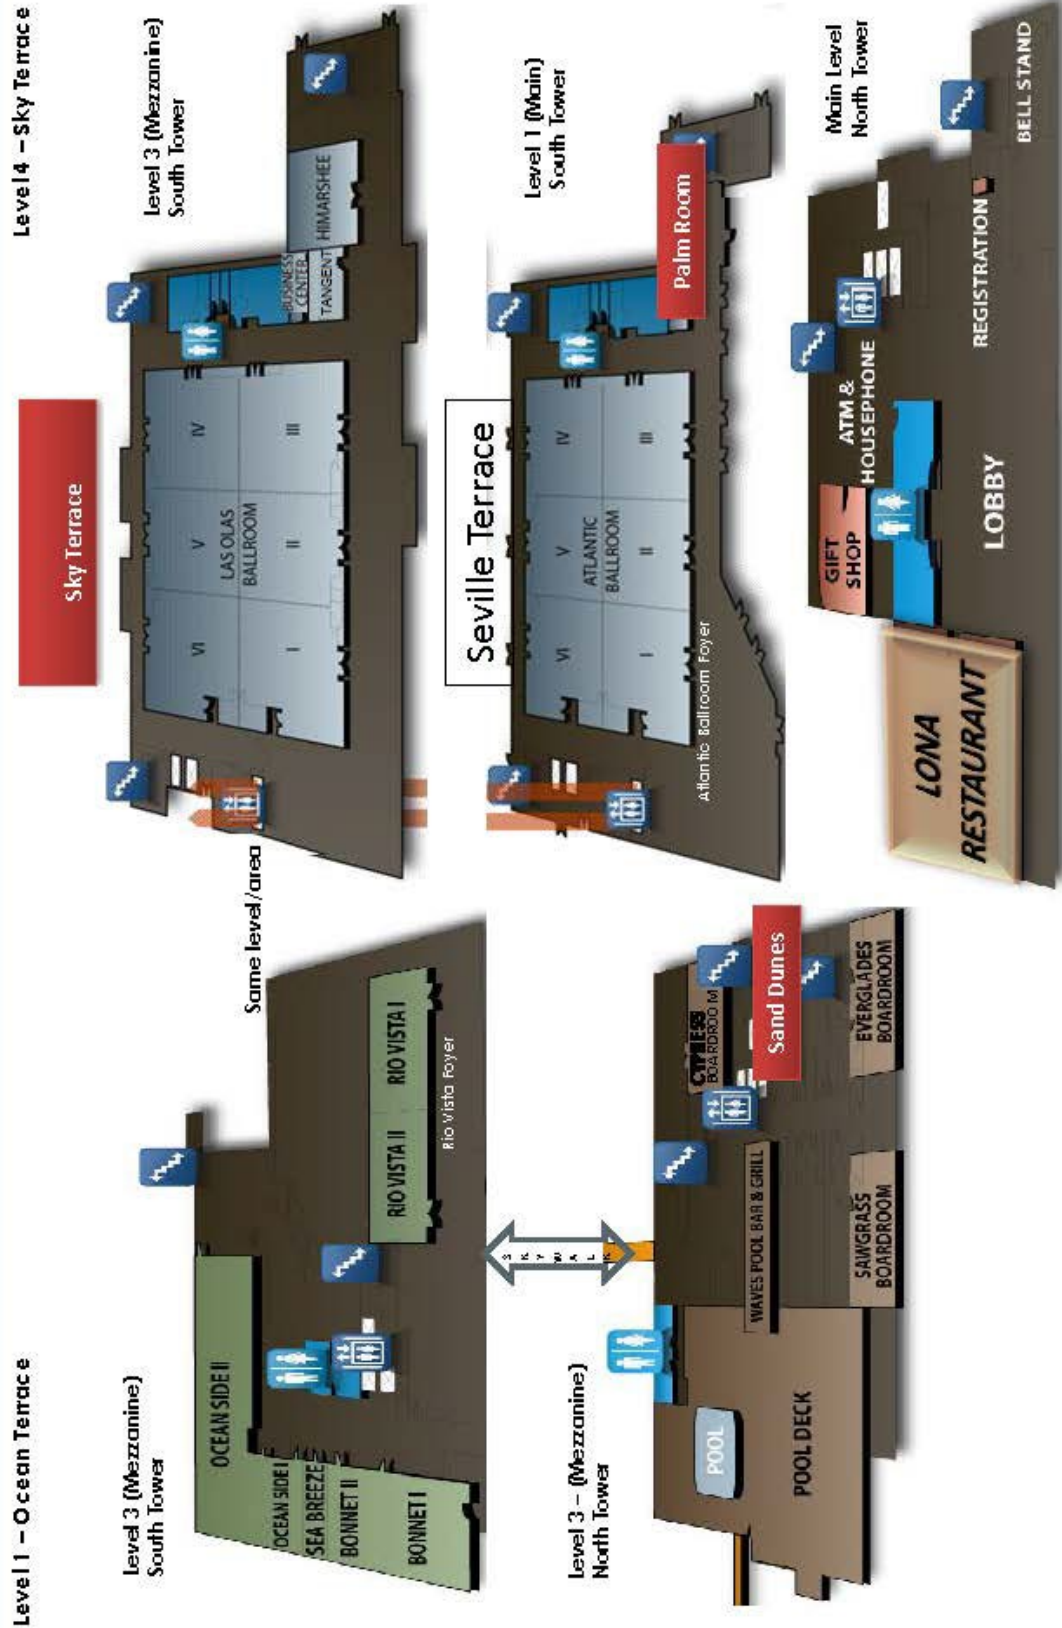 Level 1 – Ocean Terrace
Level 4 – Sky Terrace
Sky Terrace
Level 3 (Mezzanine)
South Tower
OCEAN SIDE II
OCEAN SIDE I
SEA BREEZE
BONNET II
BONNET I
RIO VISTA II
RIO VISTA I
Rio Vista Foyer
Same level/area
Level 3 (Mezzanine)
South Tower
VI
V
IV
LAS OLAS
BALLROOM
I
II
III
BUSINESS
CENTER
TANGENT
HIMARSHEE
SKYWALK
Seville Terrace
Level 1 (Main)
South Tower
VI
V
IV
ATLANTIC
BALLROOM
I
II
III
Atlantic Ballroom Foyer
Palm Room
Level 3 – (Mezzanine)
North Tower
POOL
POOL DECK
WAVES POOL BAR & GRILL
CYPRESS
BOARDROOM
Sand Dunes
SAWGRASS
BOARDROOM
EVERGLADES
BOARDROOM
Main Level
North Tower
GIFT
SHOP
ATM &
HOUSEPHONE
LONA
RESTAURANT
LOBBY
REGISTRATION
BELL STAND